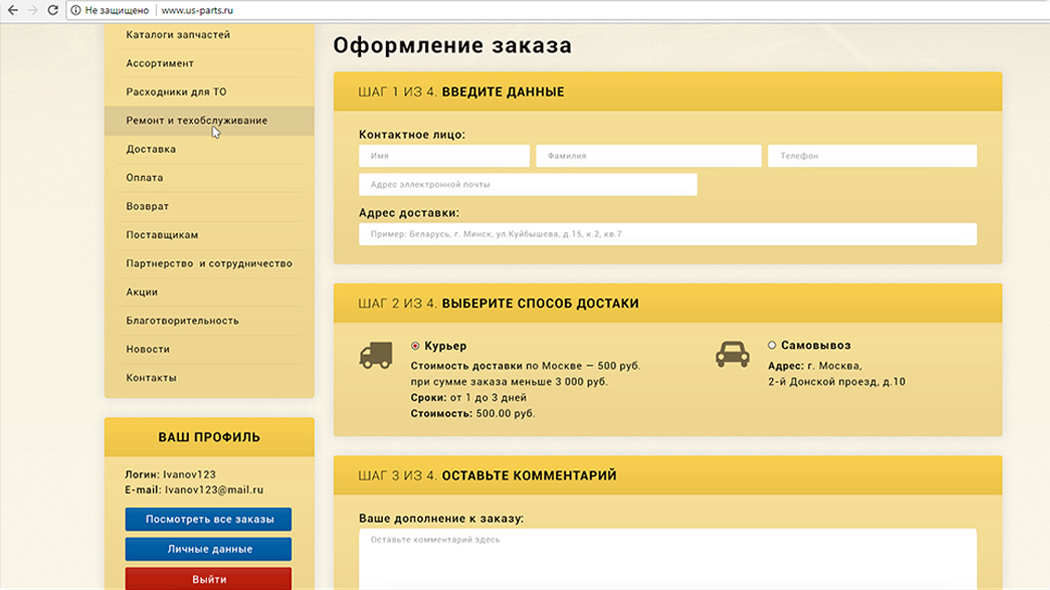 Не защищено | www.us-parts.ru
Каталоги запчастей
Ассортимент
Расходники для ТО
Ремонт и техобслуживание
Доставка
Оплата
Возврат
Поставщикам
Партнерство и сотрудничество
Акции
Благотворительность
Новости
Контакты
ВАШ ПРОФИЛЬ
Логин: Ivanov123
E-mail: Ivanov123@mail.ru
Посмотреть все заказы
Личные данные
Выйти
Оформление заказа
ШАГ 1 ИЗ 4. ВВЕДИТЕ ДАННЫЕ
Контактное лицо:
Имя
Фамилия
Телефон
Адрес эллектронной почты
Адрес доставки:
Пример: Беларусь, г. Минск, ул.Куйбышева, д.15, к.2, кв.7
ШАГ 2 ИЗ 4. ВЫБЕРИТЕ СПОСОБ ДОСТАКИ
Курьер
Стоимость доставки по Москве — 500 руб.
при сумме заказа меньше 3 000 руб.
Сроки: от 1 до 3 дней
Стоимость: 500.00 руб.
Самовывоз
Адрес: г. Москва,
2-й Донской проезд, д.10
ШАГ 3 ИЗ 4. ОСТАВЬТЕ КОММЕНТАРИЙ
Ваше дополнение к заказу:
Оставьте комментарий здесь